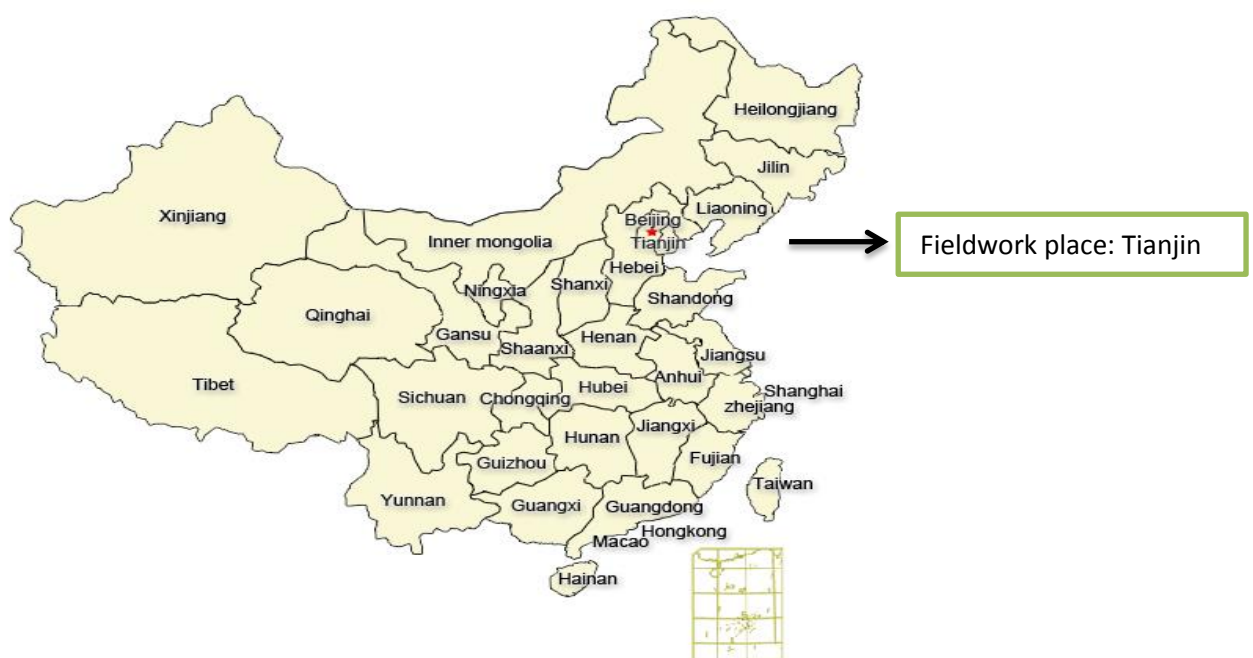 Heilongjiang
Jilin
Liaoning
Xinjiang
Beijing
Tianjin
Fieldwork place: Tianjin
Inner mongolia
Hebei
Ningxia
Shanxi
Shandong
Qinghai
Gansu
Shaanxi
Henan
Jiangsu
Tibet
Sichuan
Chongqing
Hubei
Anhui
Shanghai
zhejiang
Hunan
Jiangxi
Guizhou
Fujian
Taiwan
Yunnan
Guangxi
Guangdong
Hongkong
Macao
Hainan